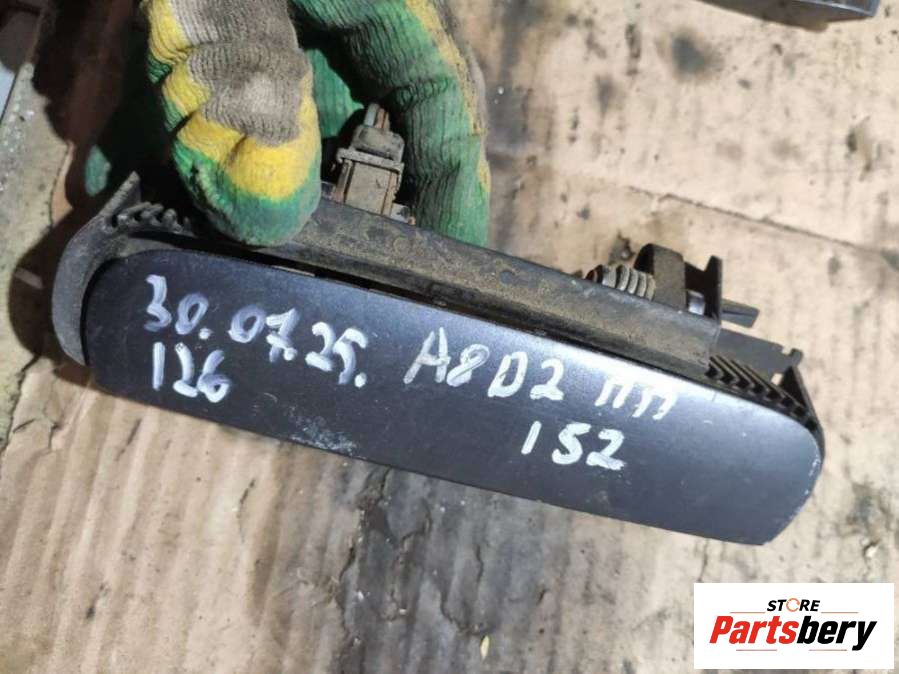 30.07.25. A8D2 ПП
126
152
STORE
Partsbery